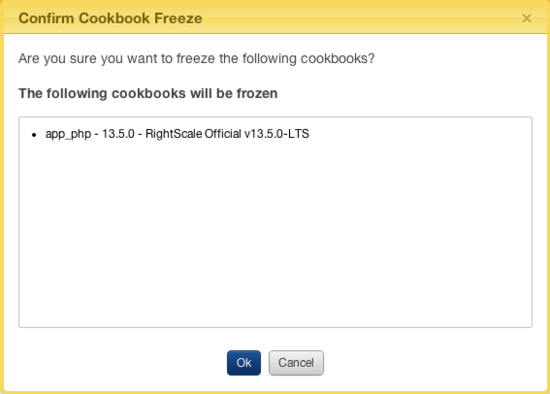 Confirm Cookbook Freeze ×
Are you sure you want to freeze the following cookbooks?
The following cookbooks will be frozen
• app_php - 13.5.0 - RightScale Official v13.5.0-LTS
Ok Cancel